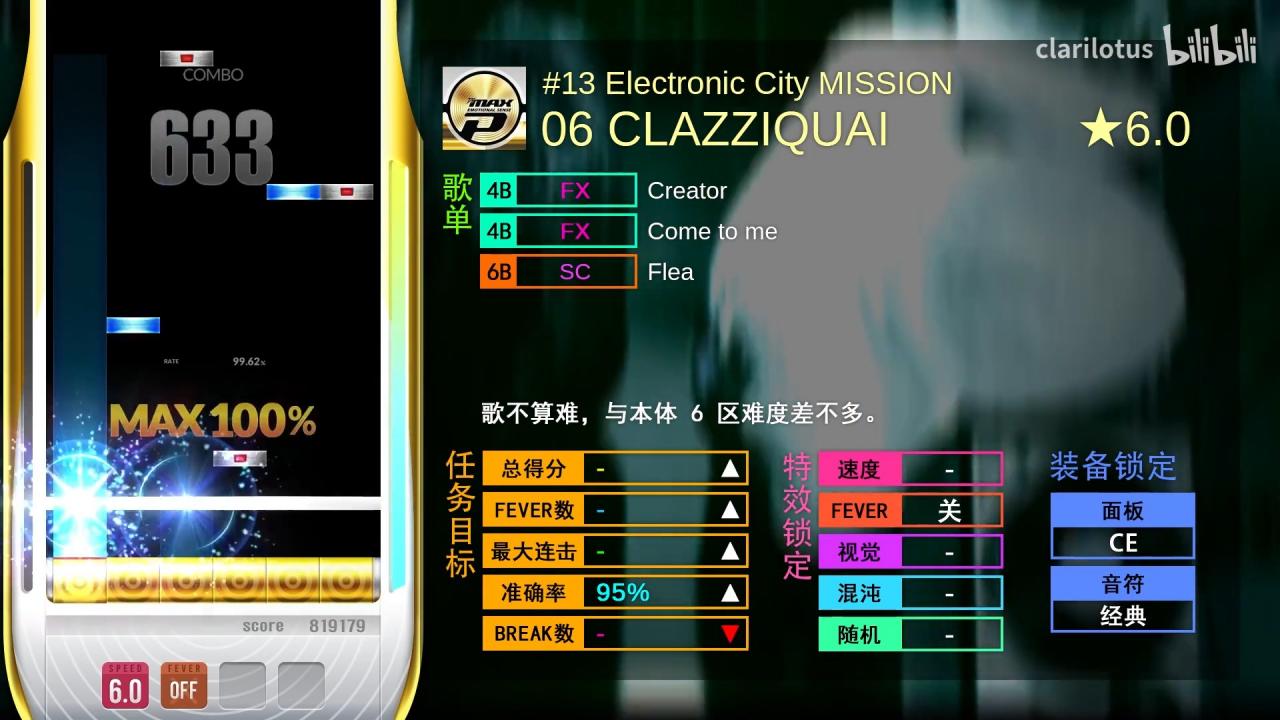 COMBO
633
RATE 99.62%
MAX 100%
score 819179
SPEED
6.0
FEVER
OFF
clarilotus bilibili
MAX
EMOTIONAL SENSE
P
#13 Electronic City MISSION
06 CLAZZIQUAI
★6.0
歌单
4B FX Creator
4B FX Come to me
6B SC Flea
歌不算难，与本体 6 区难度差不多。
任务目标
总得分 - ▲
FEVER数 - ▲
最大连击 - ▲
准确率 95% ▲
BREAK数 - ▼
特效锁定
速度 -
FEVER 关
视觉 -
混沌 -
随机 -
装备锁定
面板
CE
音符
经典